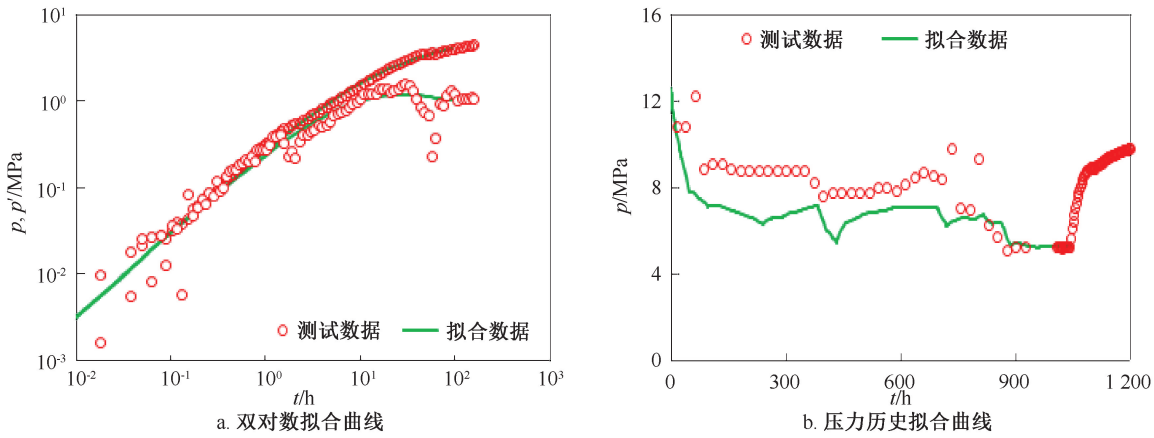 10¹
10⁰
10⁻¹
10⁻²
10⁻³
p, p′/MPa
测试数据 拟合数据
10⁻² 10⁻¹ 10⁰ 10¹ 10² 10³
t/h
a. 双对数拟合曲线
16
12
8
4
0
p/MPa
测试数据 拟合数据
0 300 600 900 1 200
t/h
b. 压力历史拟合曲线